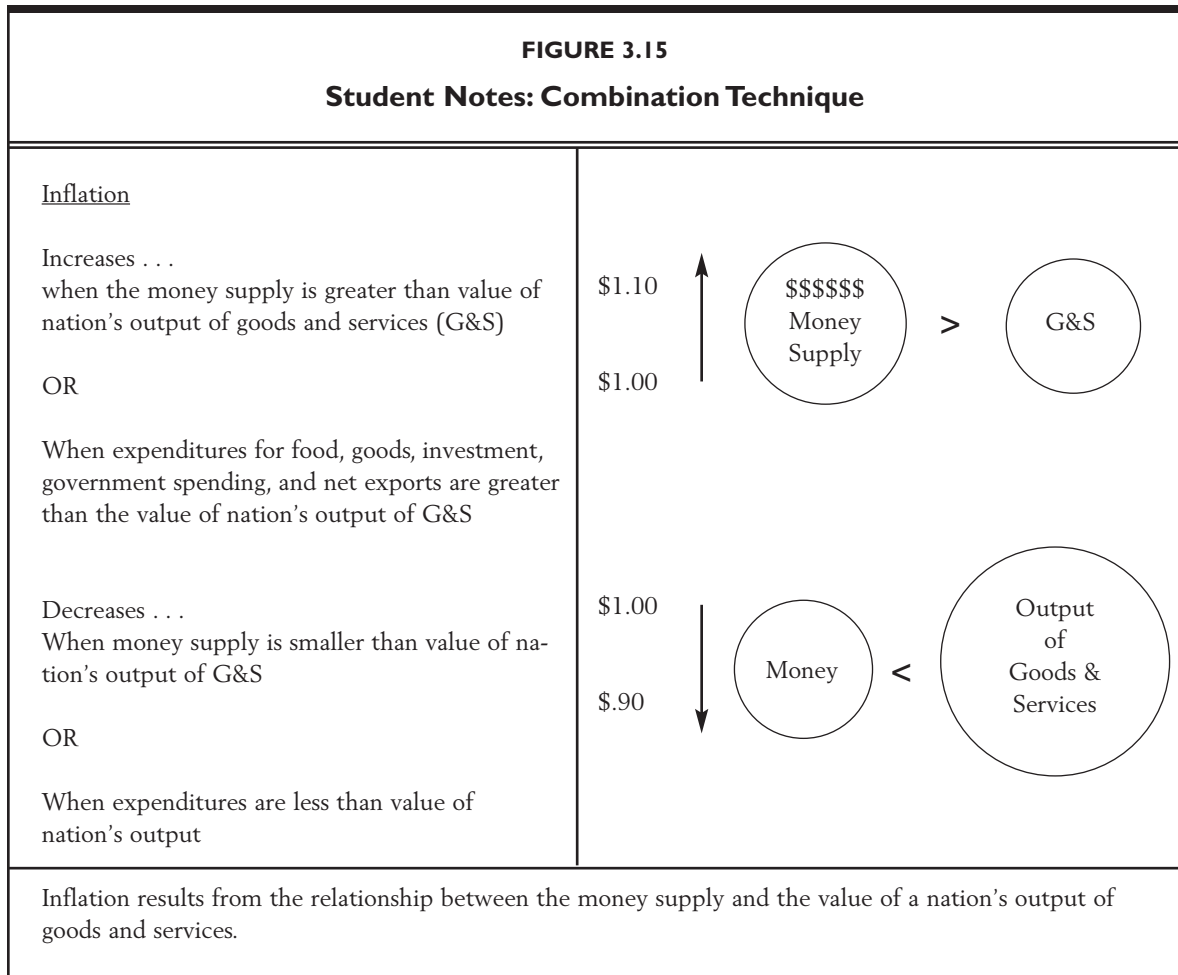 FIGURE 3.15
Student Notes: Combination Technique
Inflation
Increases . . .
when the money supply is greater than value of
nation's output of goods and services (G&S)
OR
When expenditures for food, goods, investment,
government spending, and net exports are greater
than the value of nation's output of G&S
Decreases . . .
When money supply is smaller than value of na-
tion's output of G&S
OR
When expenditures are less than value of
nation's output
$1.10
$1.00
$$$$$$
Money
Supply
>
G&S
$1.00
$.90
Money
<
Output
of
Goods &
Services
Inflation results from the relationship between the money supply and the value of a nation's output of
goods and services.